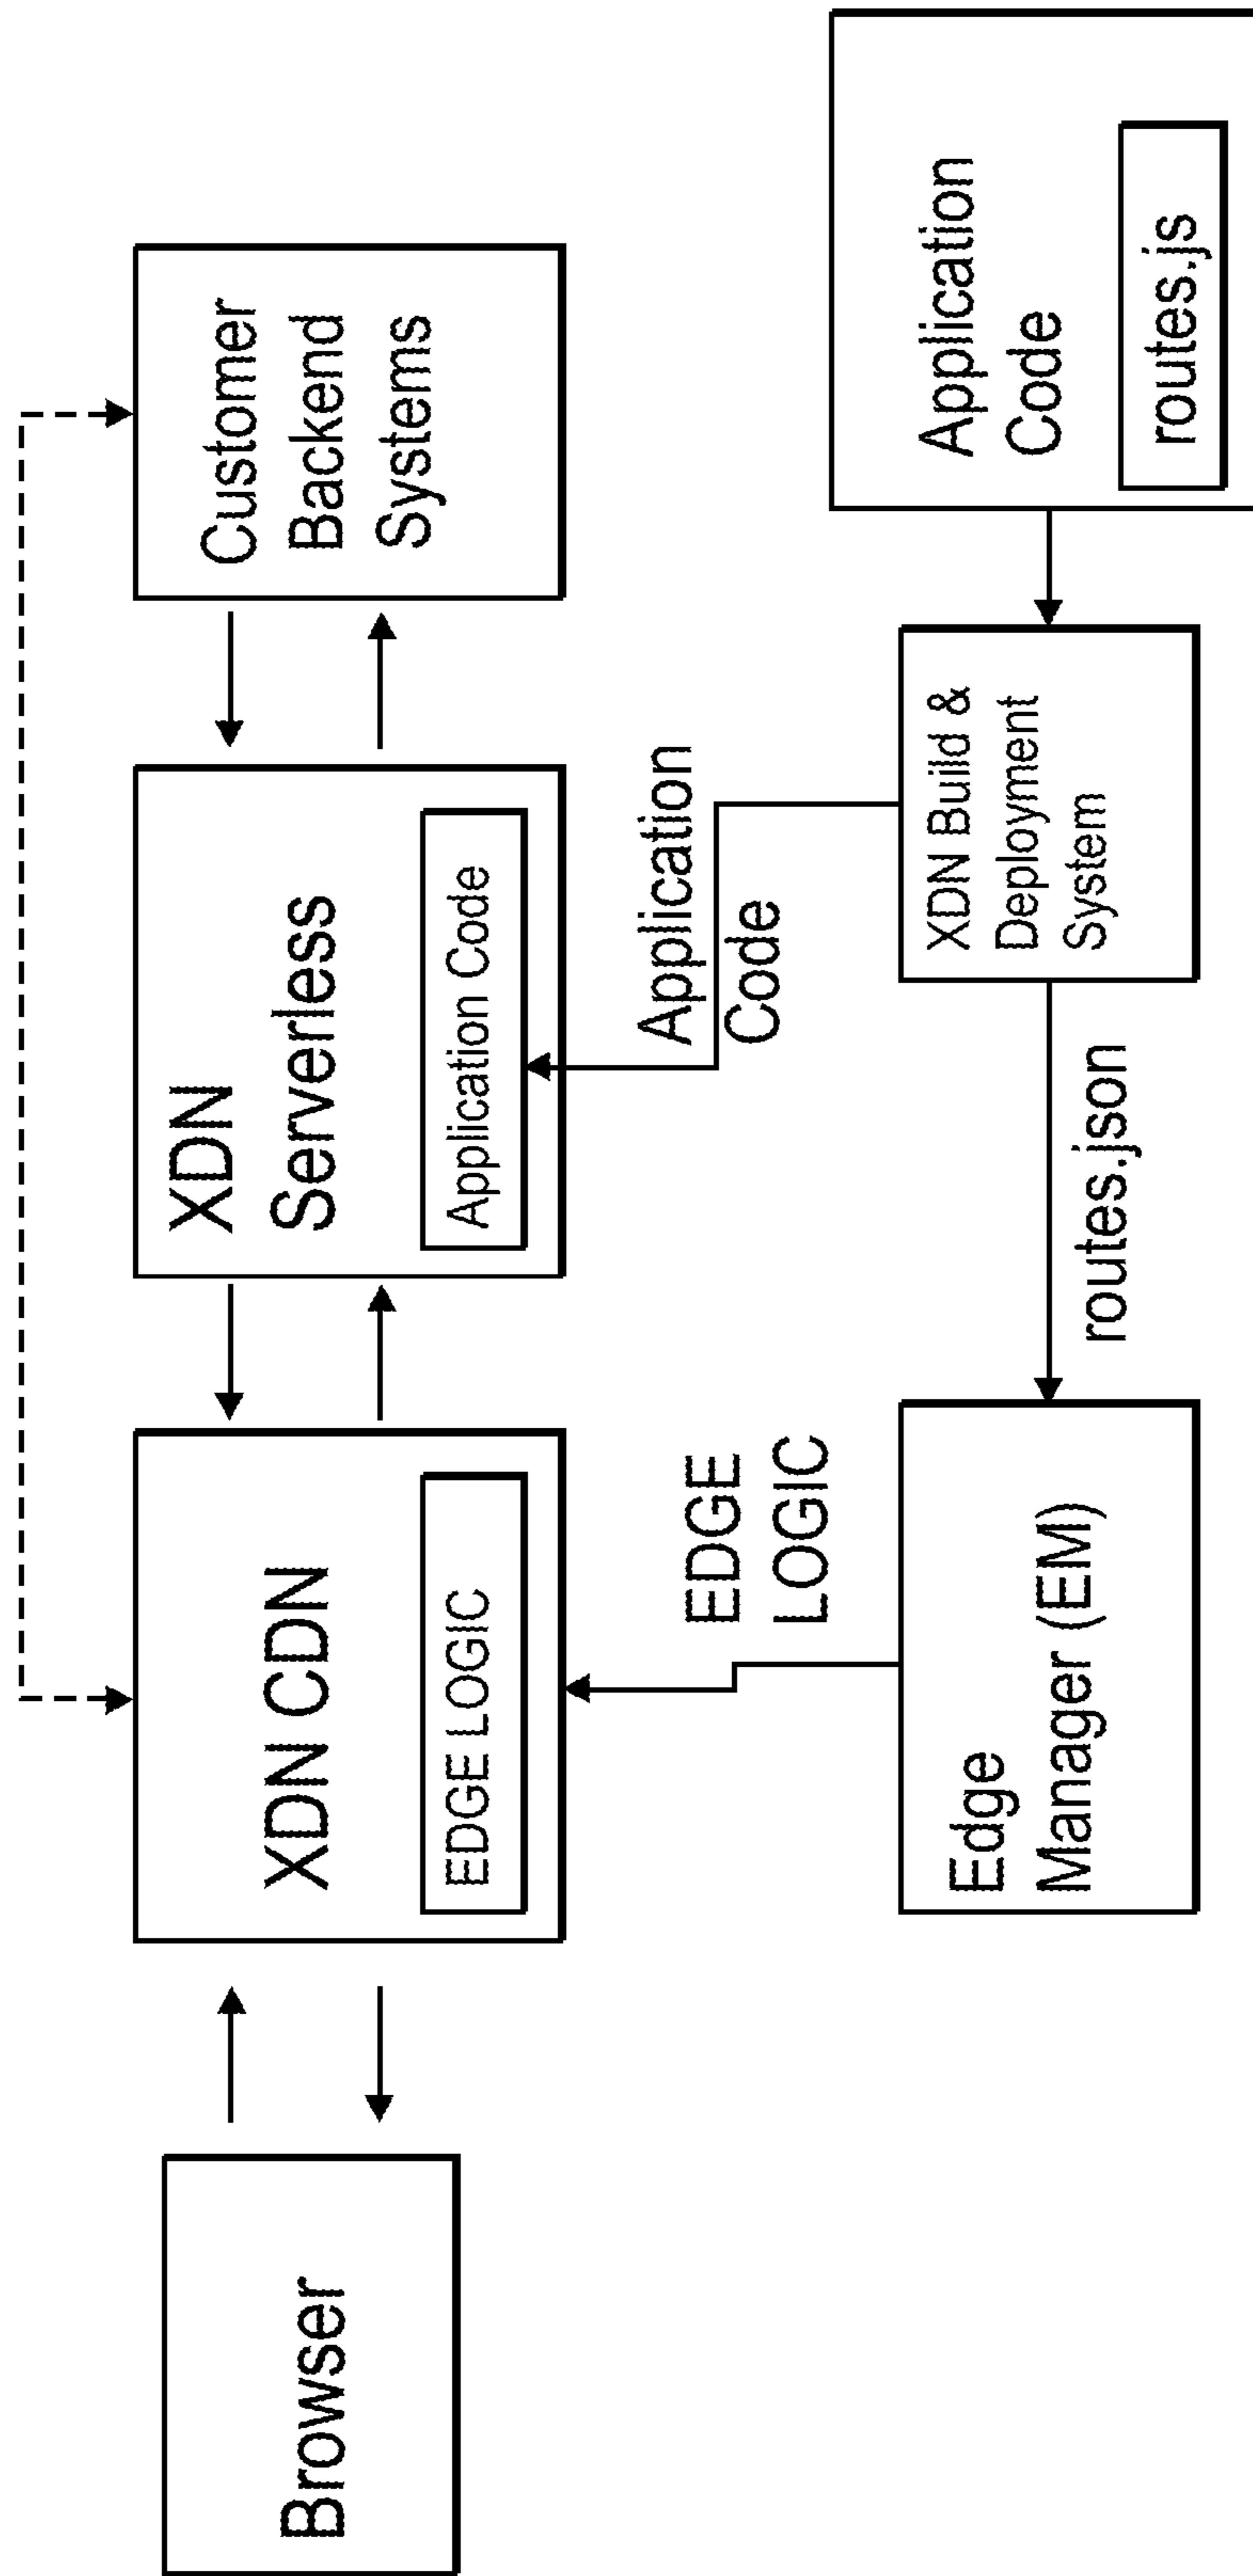 Browser
XDN CDN
EDGE LOGIC
XDN
Serverless
Application Code
Customer
Backend
Systems
EDGE
LOGIC
Application
Code
Edge
Manager (EM)
routes.json
XDN Build &
Deployment
System
Application
Code
routes.js